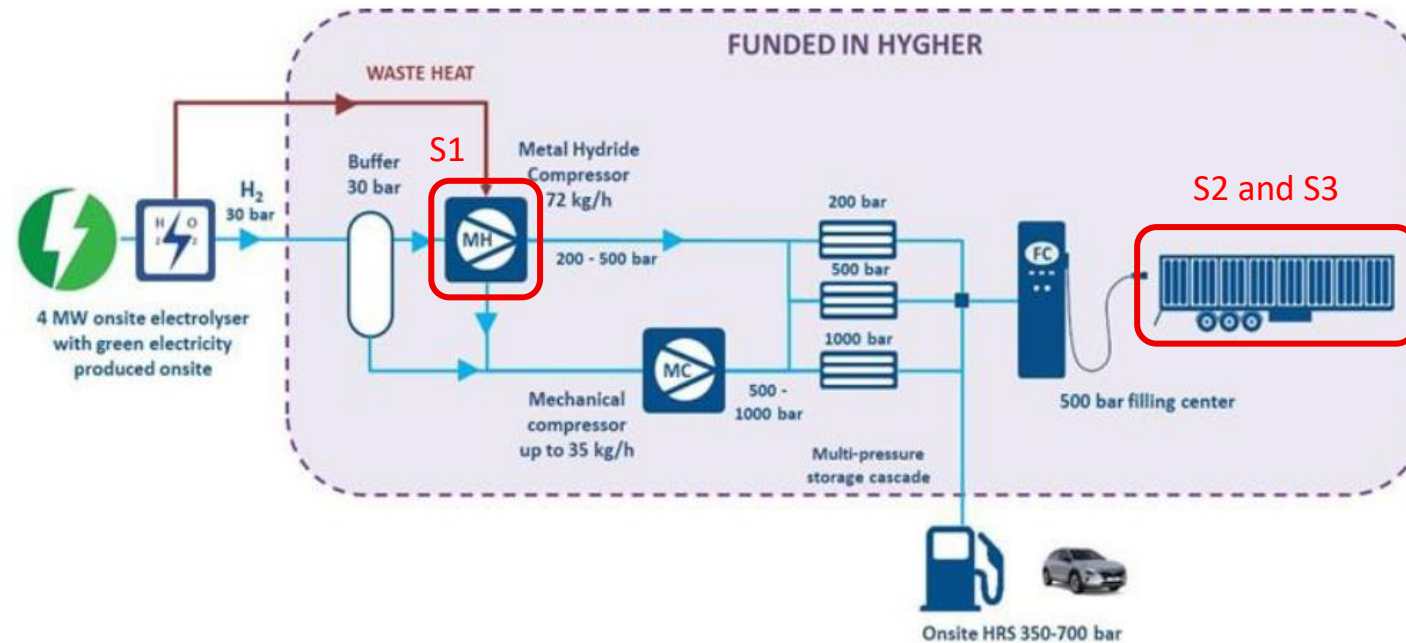 FUNDED IN HYGHER
WASTE HEAT
S1
Buffer
30 bar
Metal Hydride
Compressor
72 kg/h
S2 and S3
H2
30 bar
H O
2 2
MH
200 - 500 bar
200 bar
500 bar
1000 bar
FC
4 MW onsite electrolyser
with green electricity
produced onsite
MC
500 -
1000 bar
Mechanical
compressor
up to 35 kg/h
Multi-pressure
storage cascade
500 bar filling center
Onsite HRS 350-700 bar